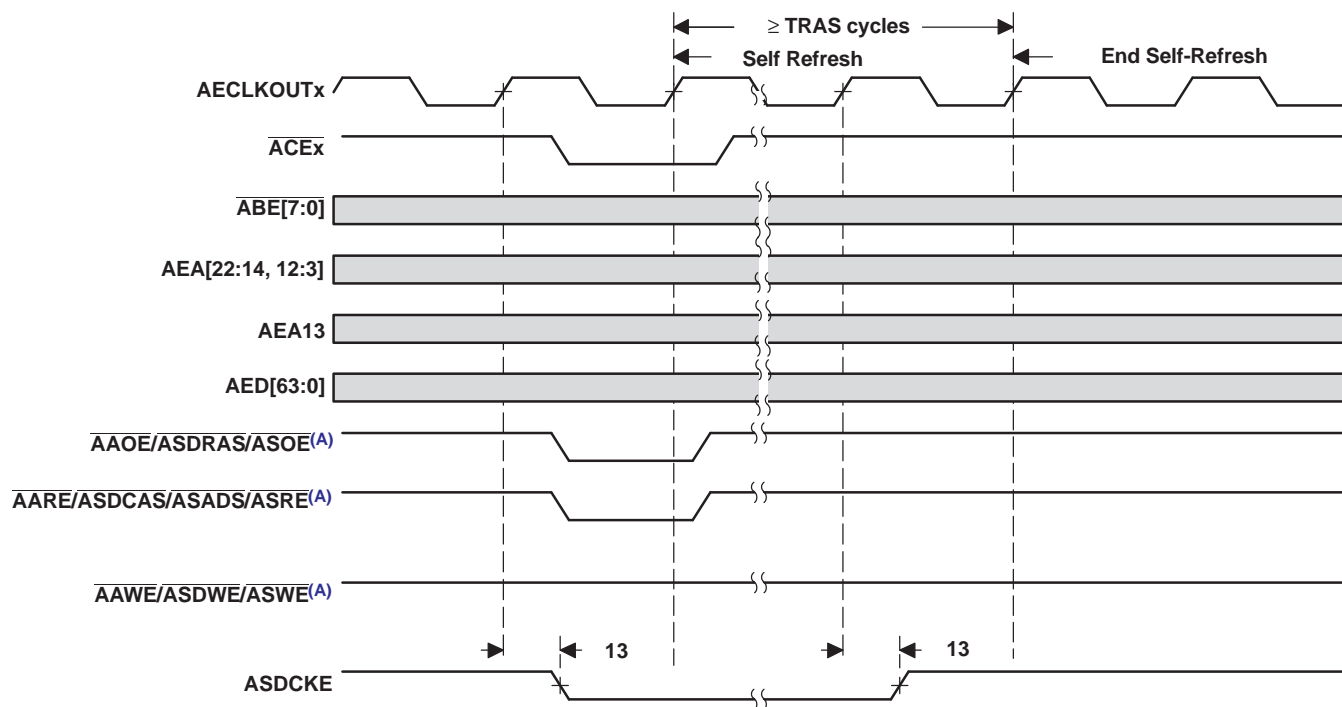 ≥ TRAS cycles
Self Refresh
End Self-Refresh
AECLKOUTx
ACEx
ABE[7:0]
AEA[22:14, 12:3]
AEA13
AED[63:0]
AAOE/ASDRAS/ASOE(A)
AARE/ASDCAS/ASADS/ASRE(A)
AAWE/ASDWE/ASWE(A)
13
13
ASDCKE